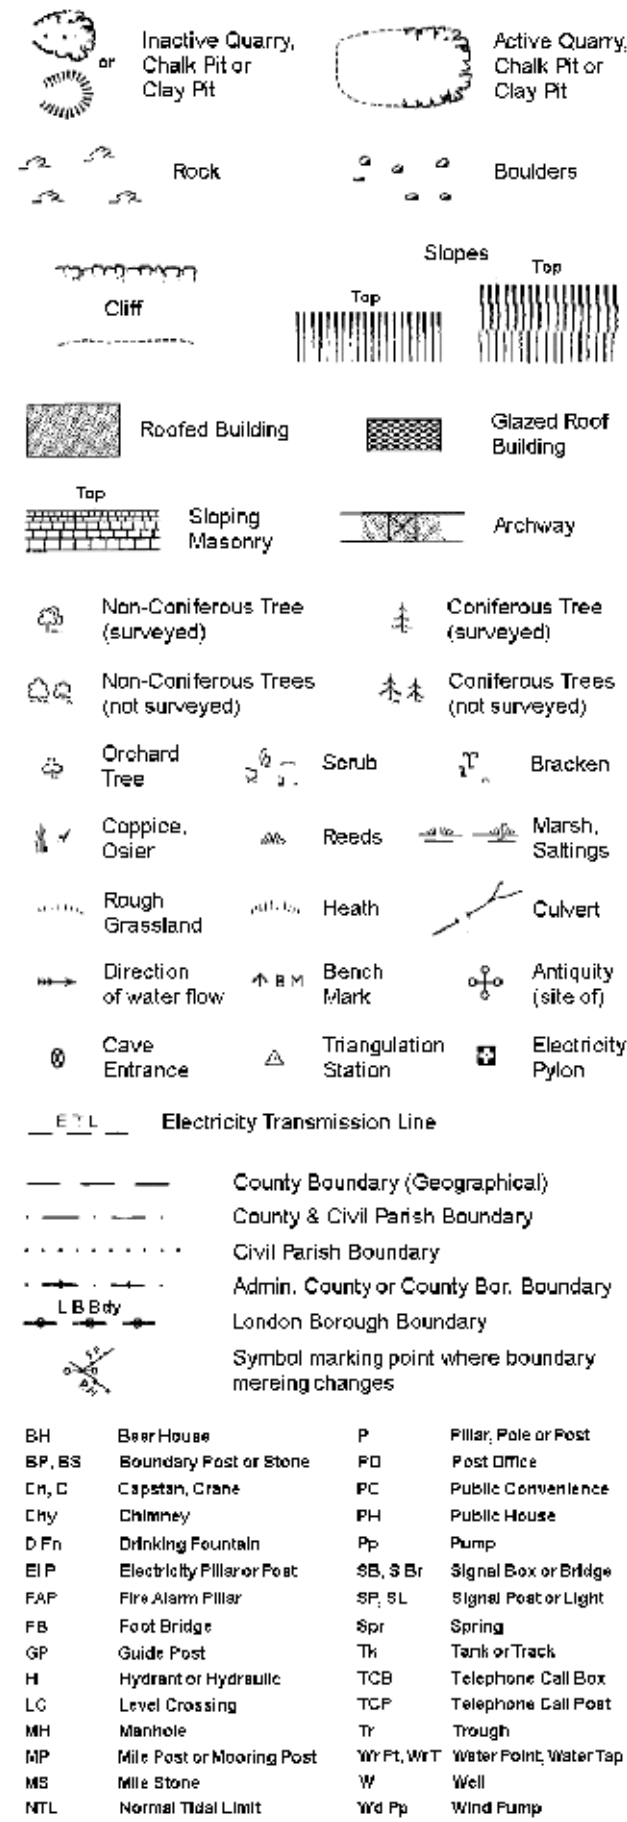 or
Inactive Quarry,
Chalk Pit or
Clay Pit
Active Quarry,
Chalk Pit or
Clay Pit
Rock
Boulders
Cliff
Slopes
Top
Top
Roofed Building
Glazed Roof
Building
Top
Sloping
Masonry
Archway
Non-Coniferous Tree
(surveyed)
Coniferous Tree
(surveyed)
Non-Coniferous Trees
(not surveyed)
Coniferous Trees
(not surveyed)
Orchard
Tree
Scrub
Bracken
Coppice,
Osier
Reeds
Marsh,
Saltings
Rough
Grassland
Heath
Culvert
Direction
of water flow
B M
Bench
Mark
Antiquity
(site of)
Cave
Entrance
Triangulation
Station
Electricity
Pylon
E T L Electricity Transmission Line
County Boundary (Geographical)
County & Civil Parish Boundary
Civil Parish Boundary
Admin. County or County Bor. Boundary
L B Bdy
London Borough Boundary
Symbol marking point where boundary
mereing changes
BH Beer House P Pillar, Pole or Post
BP, BS Boundary Post or Stone PO Post Office
Cn, C Capstan, Crane PC Public Convenience
Chy Chimney PH Public House
D Fn Drinking Fountain Pp Pump
El P Electricity Pillar or Post SB, S Br Signal Box or Bridge
FAP Fire Alarm Pillar SP, SL Signal Post or Light
FB Foot Bridge Spr Spring
GP Guide Post Tk Tank or Track
H Hydrant or Hydraulic TCB Telephone Call Box
LC Level Crossing TCP Telephone Call Post
MH Manhole Tr Trough
MP Mile Post or Mooring Post Wr Pt, Wr T Water Point, Water Tap
MS Mile Stone W Well
NTL Normal Tidal Limit Wd Pp Wind Pump